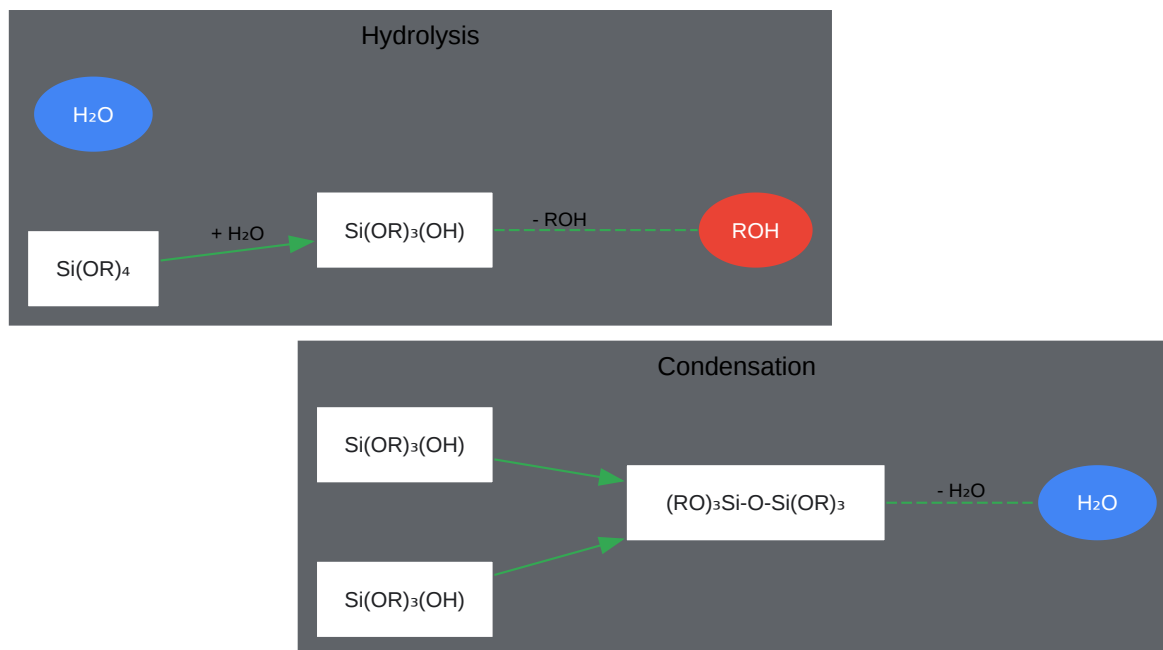 Hydrolysis
H₂O
+ H₂O
Si(OR)₄
Si(OR)₃(OH)
- ROH
ROH
Condensation
Si(OR)₃(OH)
Si(OR)₃(OH)
(RO)₃Si-O-Si(OR)₃
- H₂O
H₂O